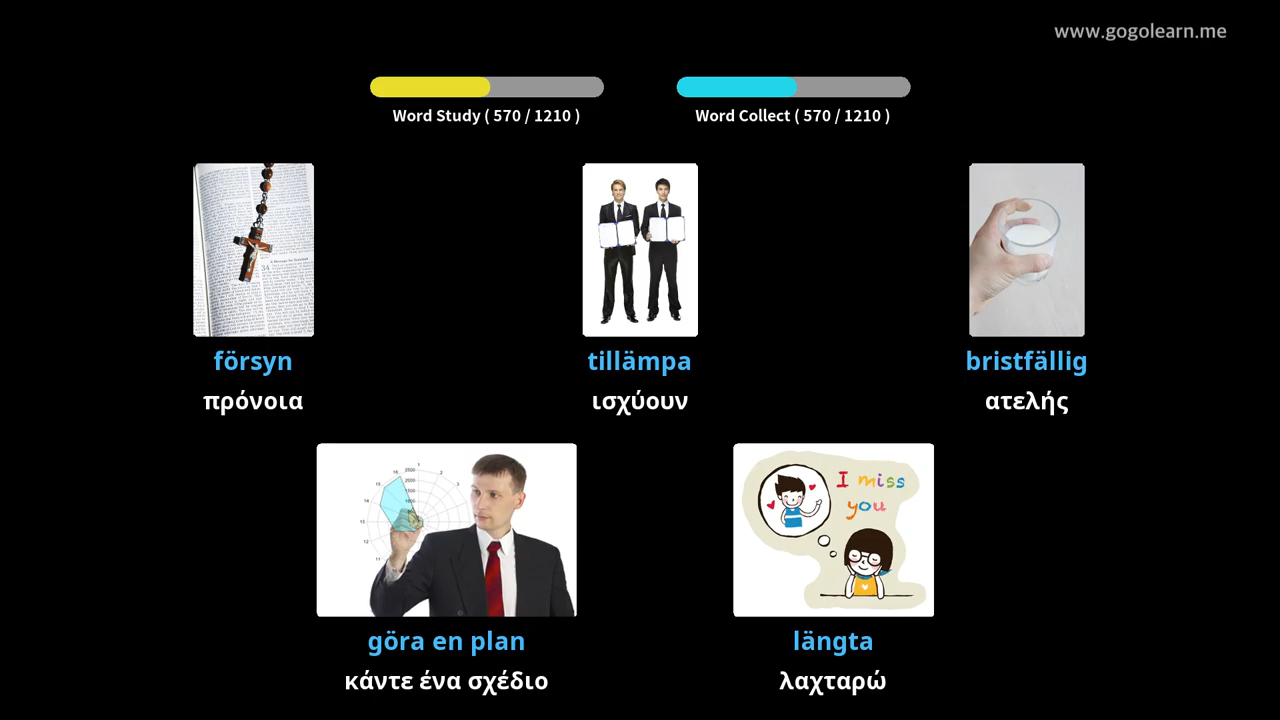 www.gogolearn.me
Word Study ( 570 / 1210 )
Word Collect ( 570 / 1210 )
försyn
πρόνοια
tillämpa
ισχύουν
bristfällig
ατελής
I miss
you
göra en plan
κάντε ένα σχέδιο
längta
λαχταρώ